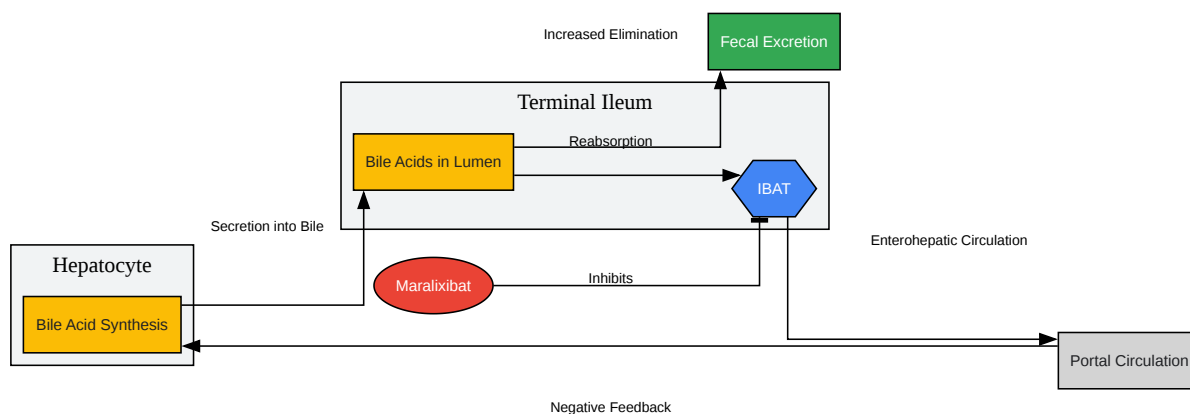 Increased Elimination
Fecal Excretion
Terminal Ileum
Reabsorption
Bile Acids in Lumen
IBAT
Secretion into Bile
Enterohepatic Circulation
Hepatocyte
Maralixibat
Inhibits
Bile Acid Synthesis
Portal Circulation
Negative Feedback